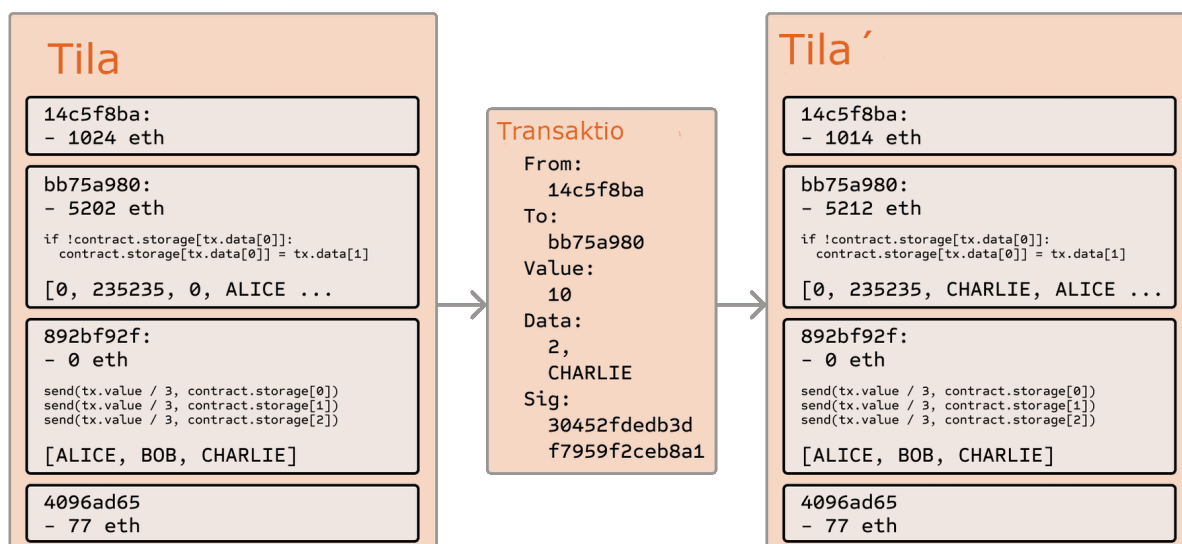 Tila
14c5f8ba:
- 1024 eth
bb75a980:
- 5202 eth
if !contract.storage[tx.data[0]]:
contract.storage[tx.data[0]] = tx.data[1]
[0, 235235, 0, ALICE ...
892bf92f:
- 0 eth
send(tx.value / 3, contract.storage[0])
send(tx.value / 3, contract.storage[1])
send(tx.value / 3, contract.storage[2])
[ALICE, BOB, CHARLIE]
4096ad65
- 77 eth
Transaktio
From:
14c5f8ba
To:
bb75a980
Value:
10
Data:
2,
CHARLIE
Sig:
30452fdedb3d
f7959f2ceb8a1
Tila ´
14c5f8ba:
- 1014 eth
bb75a980:
- 5212 eth
if !contract.storage[tx.data[0]]:
contract.storage[tx.data[0]] = tx.data[1]
[0, 235235, CHARLIE, ALICE ...
892bf92f:
- 0 eth
send(tx.value / 3, contract.storage[0])
send(tx.value / 3, contract.storage[1])
send(tx.value / 3, contract.storage[2])
[ALICE, BOB, CHARLIE]
4096ad65
- 77 eth